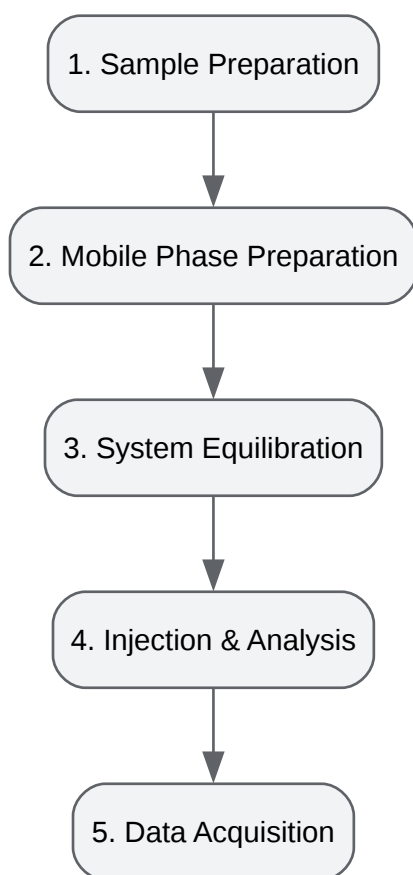 1. Sample Preparation
2. Mobile Phase Preparation
3. System Equilibration
4. Injection & Analysis
5. Data Acquisition